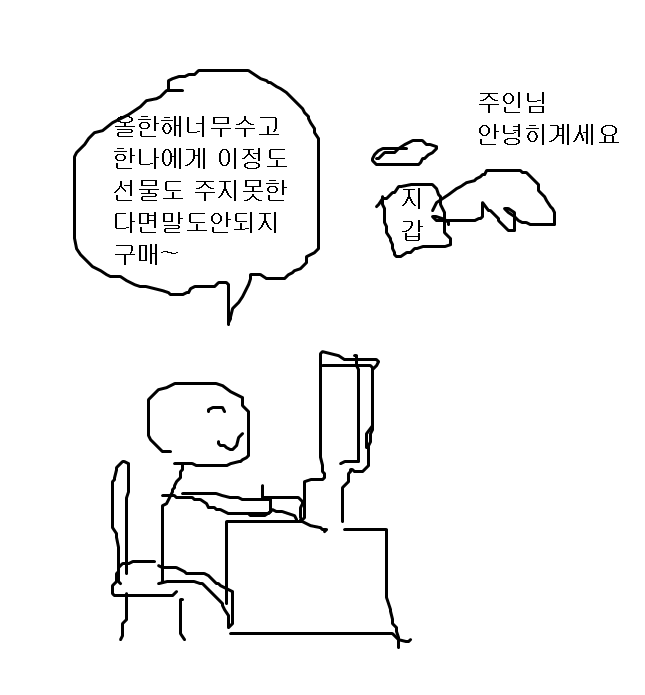 올한해너무수고
한나에게 이정도
선물도 주지못한
다면말도안되지
구매~
주인님
안녕히계세요
지
갑